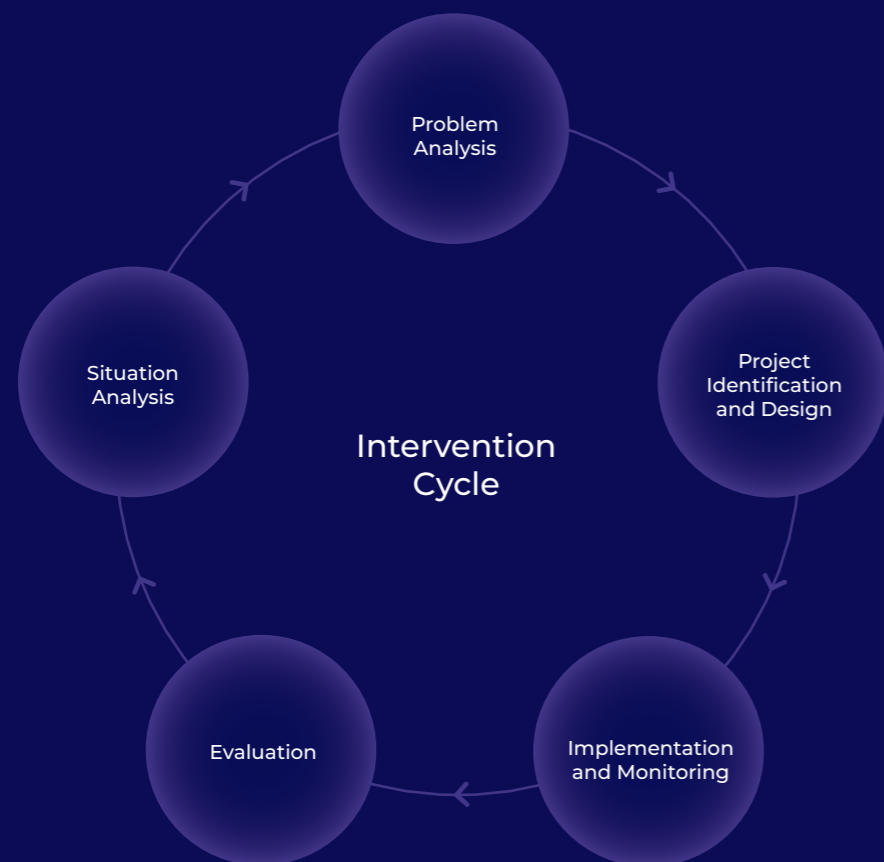 Problem
Analysis
Project
Identification
and Design
Situation
Analysis
Intervention
Cycle
Implementation
and Monitoring
Evaluation